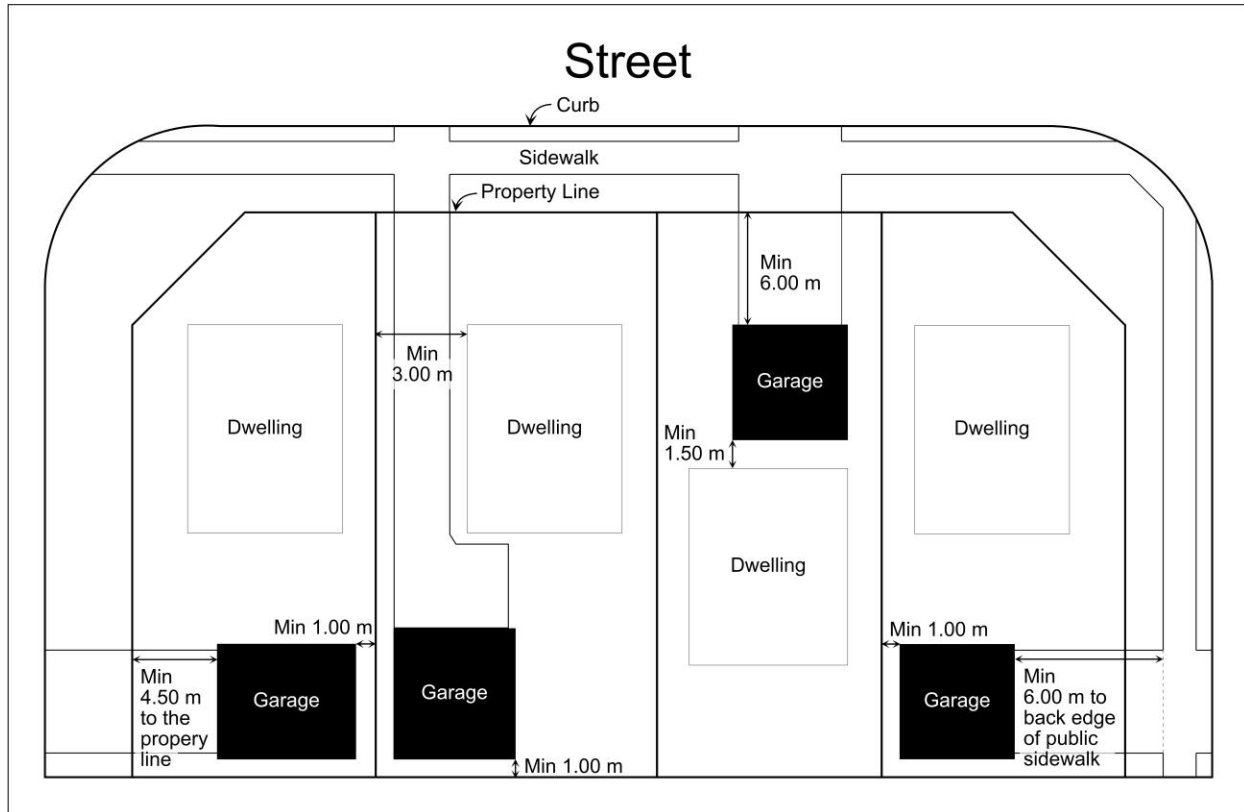 Street
Curb
Sidewalk
Property Line
Min
6.00 m
Min
3.00 m
Garage
Dwelling
Dwelling
Min
1.50 m
Dwelling
Dwelling
Min 1.00 m
Min 1.00 m
Min
4.50 m
to the
propery
line
Garage
Garage
Garage
Min
6.00 m to
back edge
of public
sidewalk
Min 1.00 m